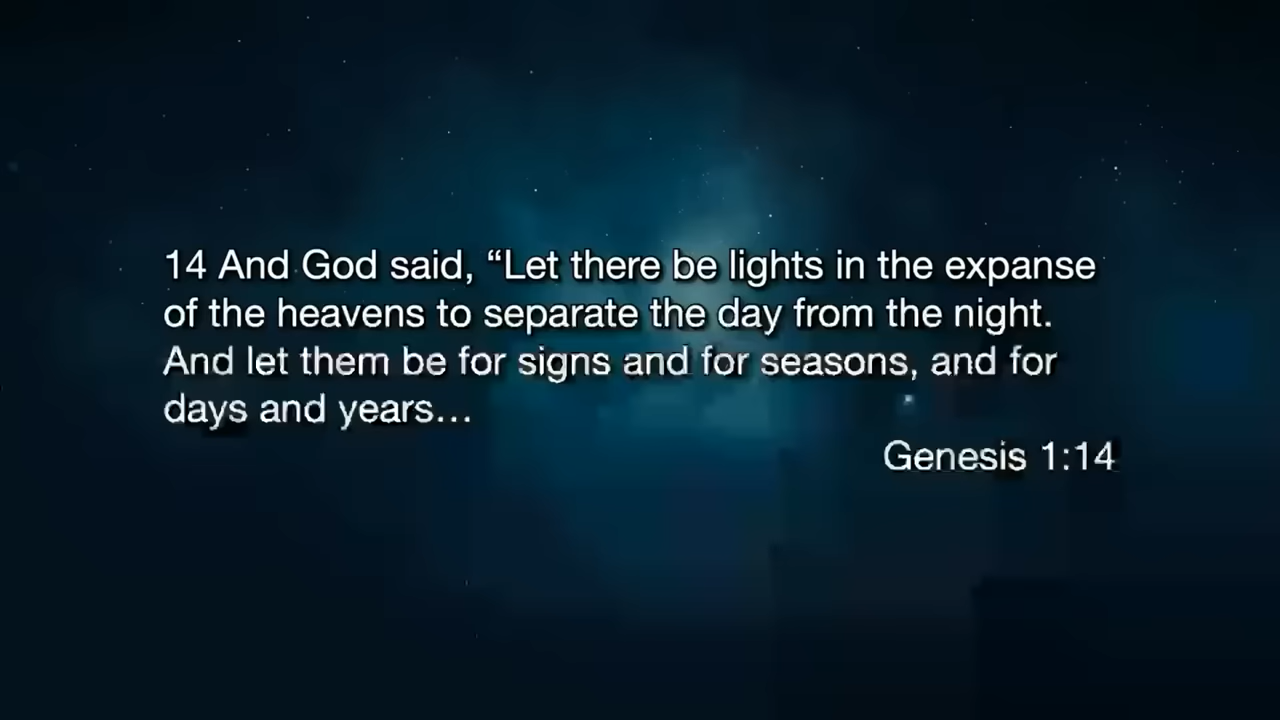 14 And God said, “Let there be lights in the expanse
of the heavens to separate the day from the night.
And let them be for signs and for seasons, and for
days and years…
Genesis 1:14